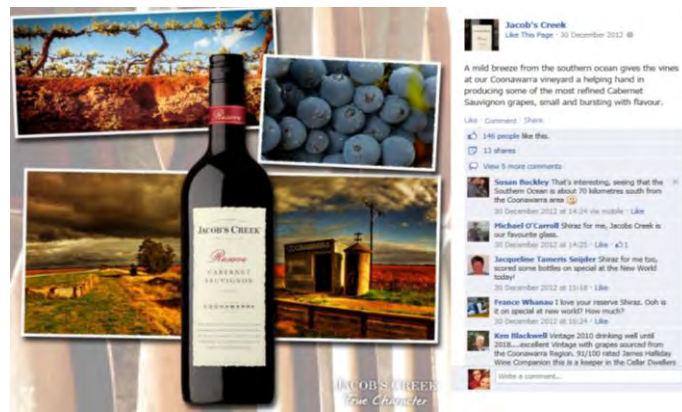 Reserve
JACOB'S CREEK
Reserve
CABERNET
SAUVIGNON
COONAWARRA
COONAWARRA
JACOB'S CREEK
True Character
Jacob's Creek
Like This Page · 30 December 2012
A mild breeze from the southern ocean gives the vines
at our Coonawarra vineyard a helping hand in
producing some of the most refined Cabernet
Sauvignon grapes, small and bursting with flavour.
Like · Comment · Share
146 people like this.
13 shares
View 5 more comments
Susan Buckley That's interesting, seeing that the
Southern Ocean is about 70 kilometres south from
the Coonawarra area
30 December 2012 at 14:24 via mobile · Like
Michael O'Carroll Shiraz for me, Jacobs Creek is
our favourite glass.
30 December 2012 at 14:25 · Like · 1
Jacqueline Tameris Snijder Shiraz for me too,
scored some bottles on special at the New World
today!
30 December 2012 at 15:16 · Like
France Whanau I love your reserve Shiraz. Ooh is
it on special at new world? How much?
30 December 2012 at 16:24 · Like
Ken Blackwell Vintage 2010 drinking well until
2018....excellent Vintage with grapes sourced from
the Coonawarra Region. 91/100 rated James Halliday
Wine Companion this is a keeper in the Cellar Dwellers
Write a comment...